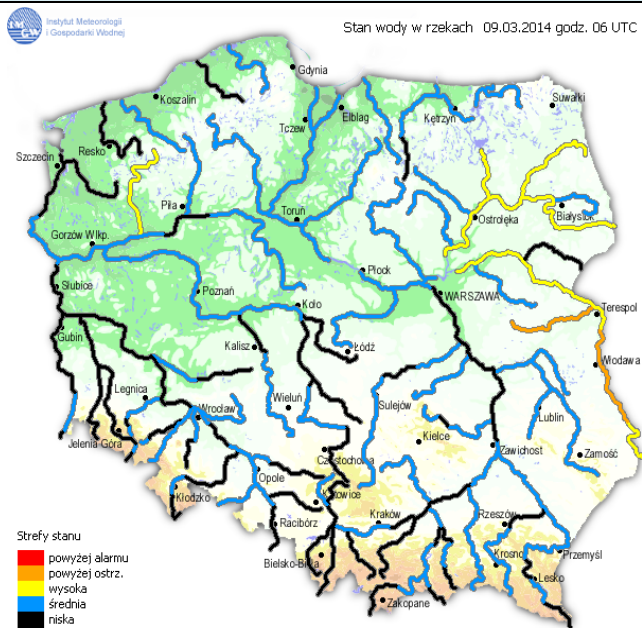 Instytut Meteorologii
i Gospodarki Wodnej
Stan wody w rzekach 09.03.2014 godz. 06 UTC
Gdynia
Koszalin
Suwałki
Tczew
Elbląg
Kętrzyn
Resko
Szczecin
Piła
Toruń
Ostrołęka
Białystok
Gorzów Wlkp.
Płock
Słubice
Poznań
Koło
WARSZAWA
Terespol
Gubin
Kalisz
Łódź
Włodawa
Legnica
Wrocław
Wieluń
Sulejów
Lublin
Jelenia Góra
Kielce
Zawichost
Zamość
Częstochowa
Kłodzko
Opole
Katowice
Racibórz
Kraków
Rzeszów
Bielsko-Biała
Krosno
Przemyśl
Lesko
Zakopane
Strefy stanu
powyżej alarmu
powyżej ostrz.
wysoka
średnia
niska